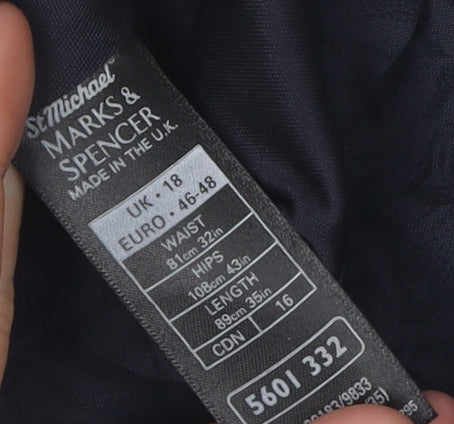 St Michael
MARKS &
SPENCER
MADE IN THE U.K.
UK · 18
EURO · 46-48
WAIST
81cm 32in
HIPS
108cm 43in
LENGTH
89cm 35in
CDN 16
5601 332